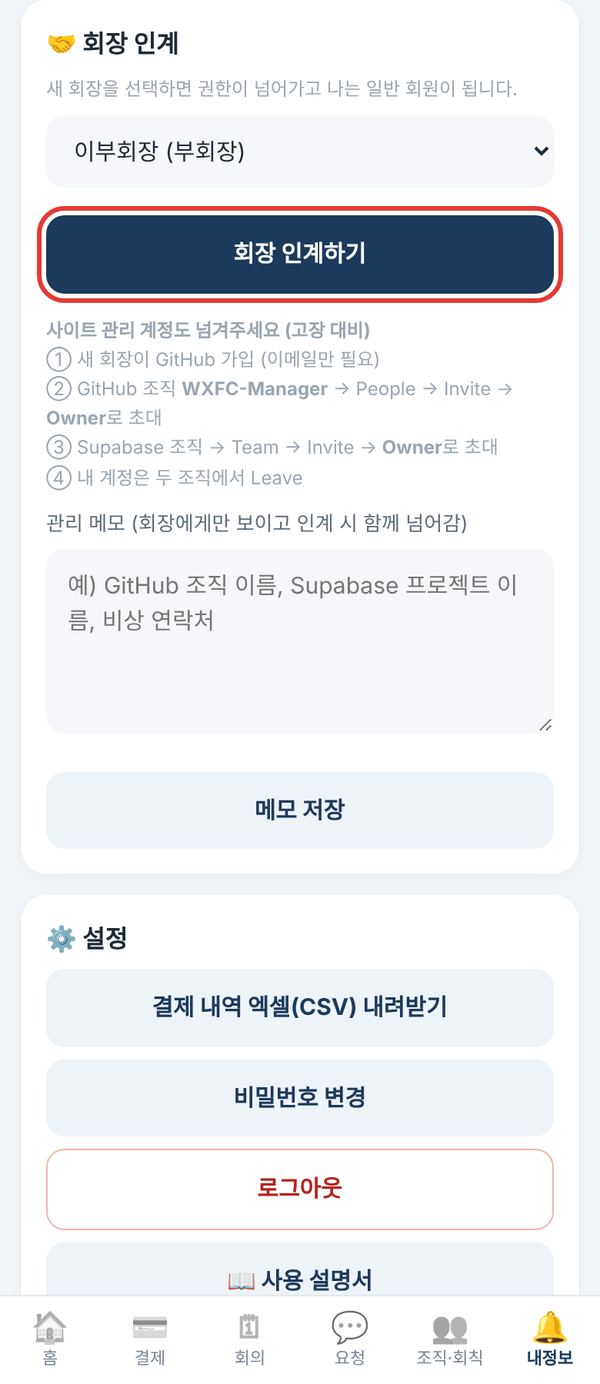 🤝 회장 인계
새 회장을 선택하면 권한이 넘어가고 나는 일반 회원이 됩니다.
이부회장 (부회장)
회장 인계하기
사이트 관리 계정도 넘겨주세요 (고장 대비)
① 새 회장이 GitHub 가입 (이메일만 필요)
② GitHub 조직 WXFC-Manager → People → Invite →
Owner로 초대
③ Supabase 조직 → Team → Invite → Owner로 초대
④ 내 계정은 두 조직에서 Leave
관리 메모 (회장에게만 보이고 인계 시 함께 넘어감)
예) GitHub 조직 이름, Supabase 프로젝트 이
름, 비상 연락처
메모 저장
⚙️ 설정
결제 내역 엑셀(CSV) 내려받기
비밀번호 변경
로그아웃
📖 사용 설명서
홈 결제 회의 요청 조직·회칙 내정보